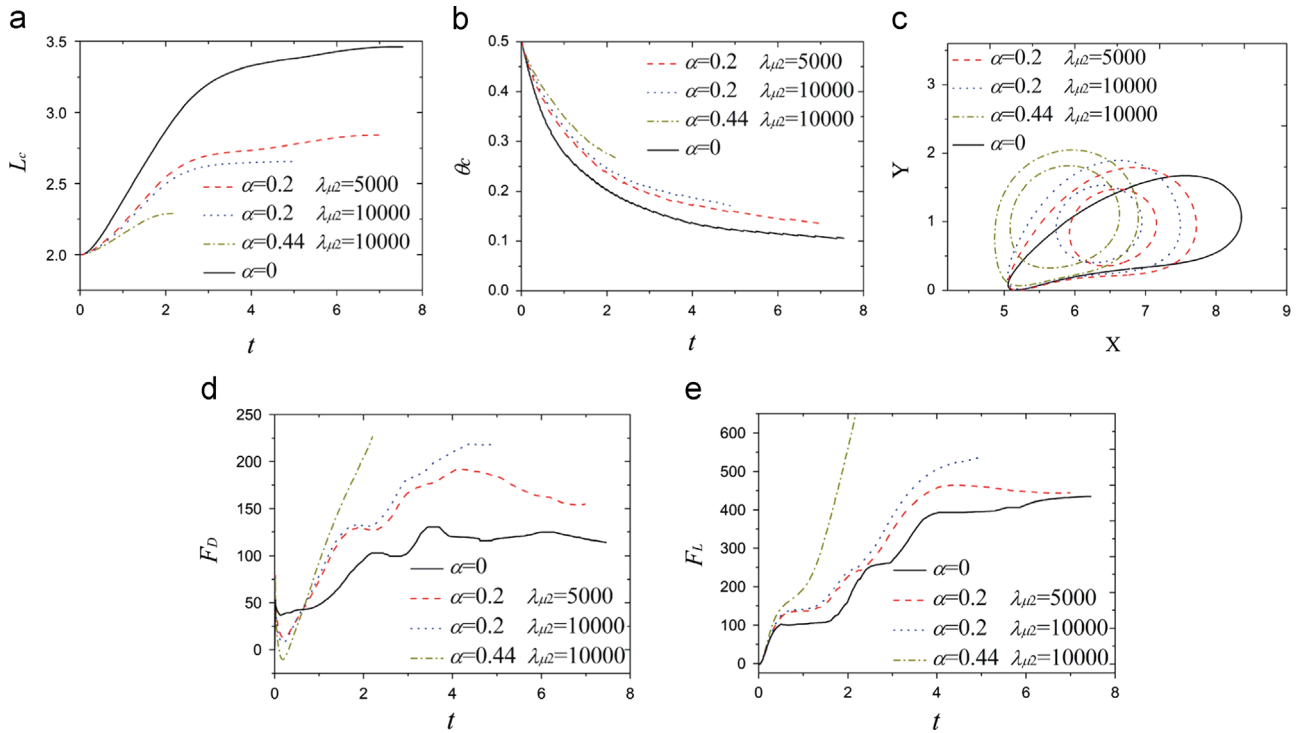 a
3.5
3.0
2.5
2.0
0 1 2 3 4 5 6 7 8
Lc
t
α=0.2 λμ2=5000
α=0.2 λμ2=10000
α=0.44 λμ2=10000
α=0
b
0.5
0.4
0.3
0.2
0.1
0.0
0 2 4 6 8
θc
t
α=0.2 λμ2=5000
α=0.2 λμ2=10000
α=0.44 λμ2=10000
α=0
c
3
2
1
0
5 6 7 8 9
Y
X
α=0.2 λμ2=5000
α=0.2 λμ2=10000
α=0.44 λμ2=10000
α=0
d
250
200
150
100
50
0
0 2 4 6 8
FD
t
α=0
α=0.2 λμ2=5000
α=0.2 λμ2=10000
α=0.44 λμ2=10000
e
600
500
400
300
200
100
0
0 2 4 6 8
FL
t
α=0
α=0.2 λμ2=5000
α=0.2 λμ2=10000
α=0.44 λμ2=10000